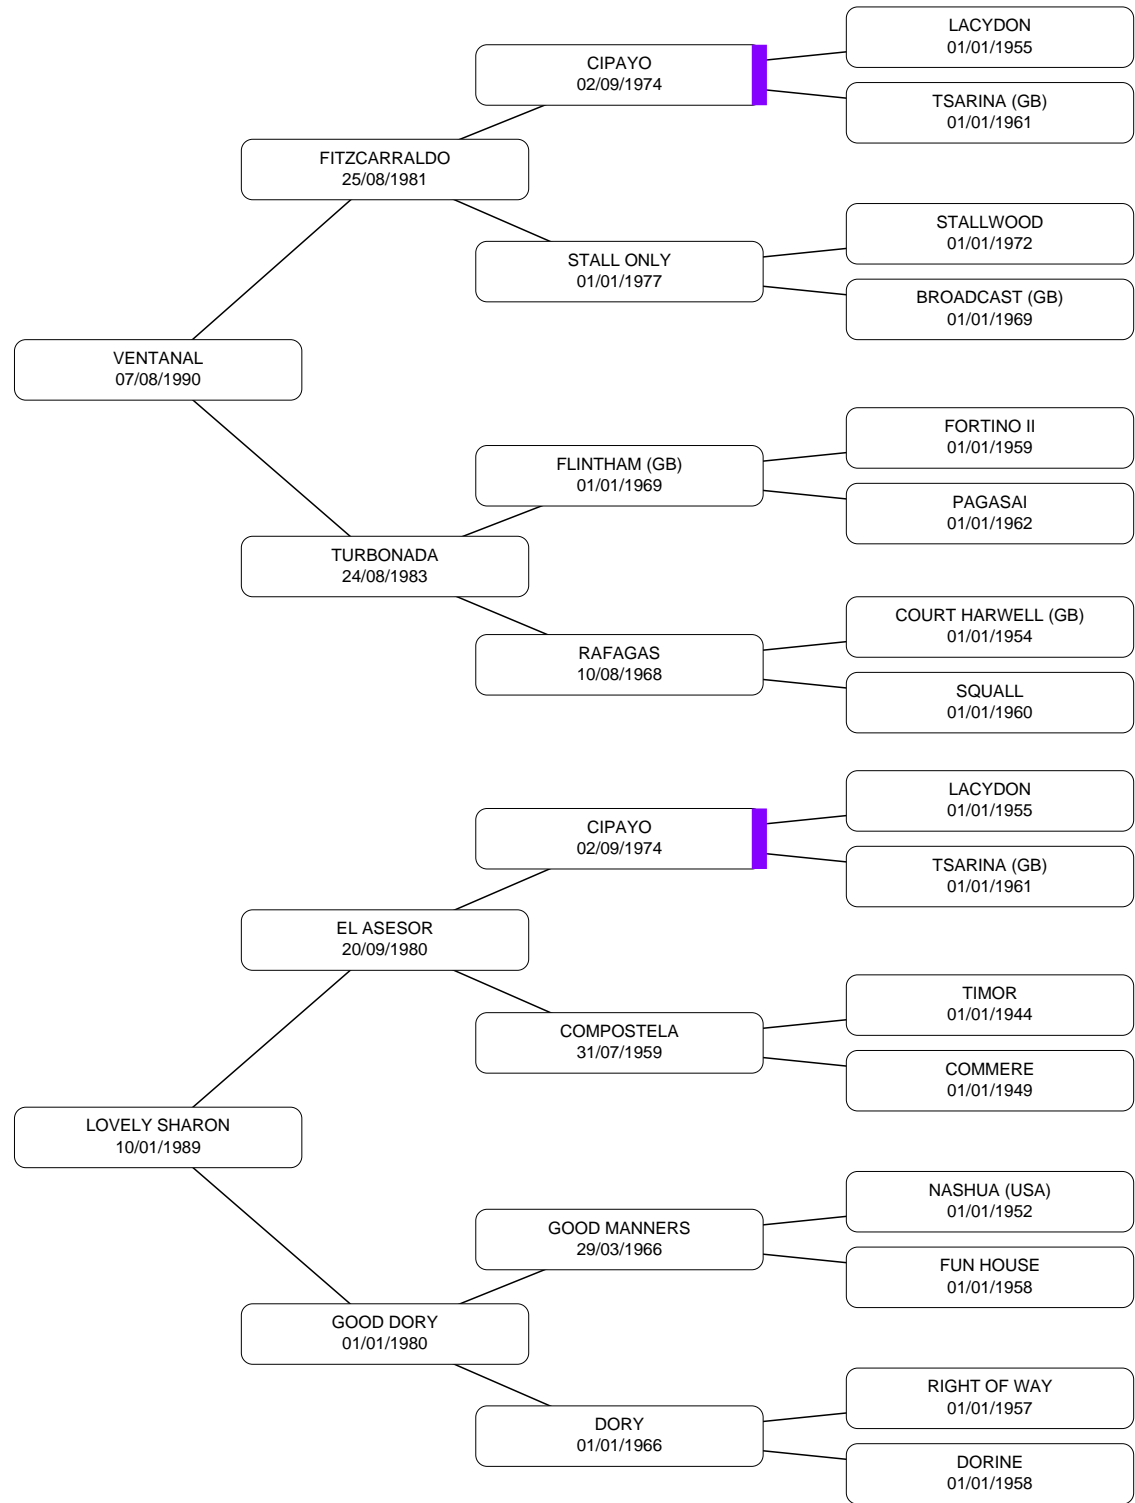 LACYDON
01/01/1955
CIPAYO
02/09/1974
TSARINA (GB)
01/01/1961
FITZCARRALDO
25/08/1981
STALLWOOD
01/01/1972
STALL ONLY
01/01/1977
BROADCAST (GB)
01/01/1969
VENTANAL
07/08/1990
FORTINO II
01/01/1959
FLINTHAM (GB)
01/01/1969
PAGASAI
01/01/1962
TURBONADA
24/08/1983
COURT HARWELL (GB)
01/01/1954
RAFAGAS
10/08/1968
SQUALL
01/01/1960
LACYDON
01/01/1955
CIPAYO
02/09/1974
TSARINA (GB)
01/01/1961
EL ASESOR
20/09/1980
TIMOR
01/01/1944
COMPOSTELA
31/07/1959
COMMERE
01/01/1949
LOVELY SHARON
10/01/1989
NASHUA (USA)
01/01/1952
GOOD MANNERS
29/03/1966
FUN HOUSE
01/01/1958
GOOD DORY
01/01/1980
RIGHT OF WAY
01/01/1957
DORY
01/01/1966
DORINE
01/01/1958